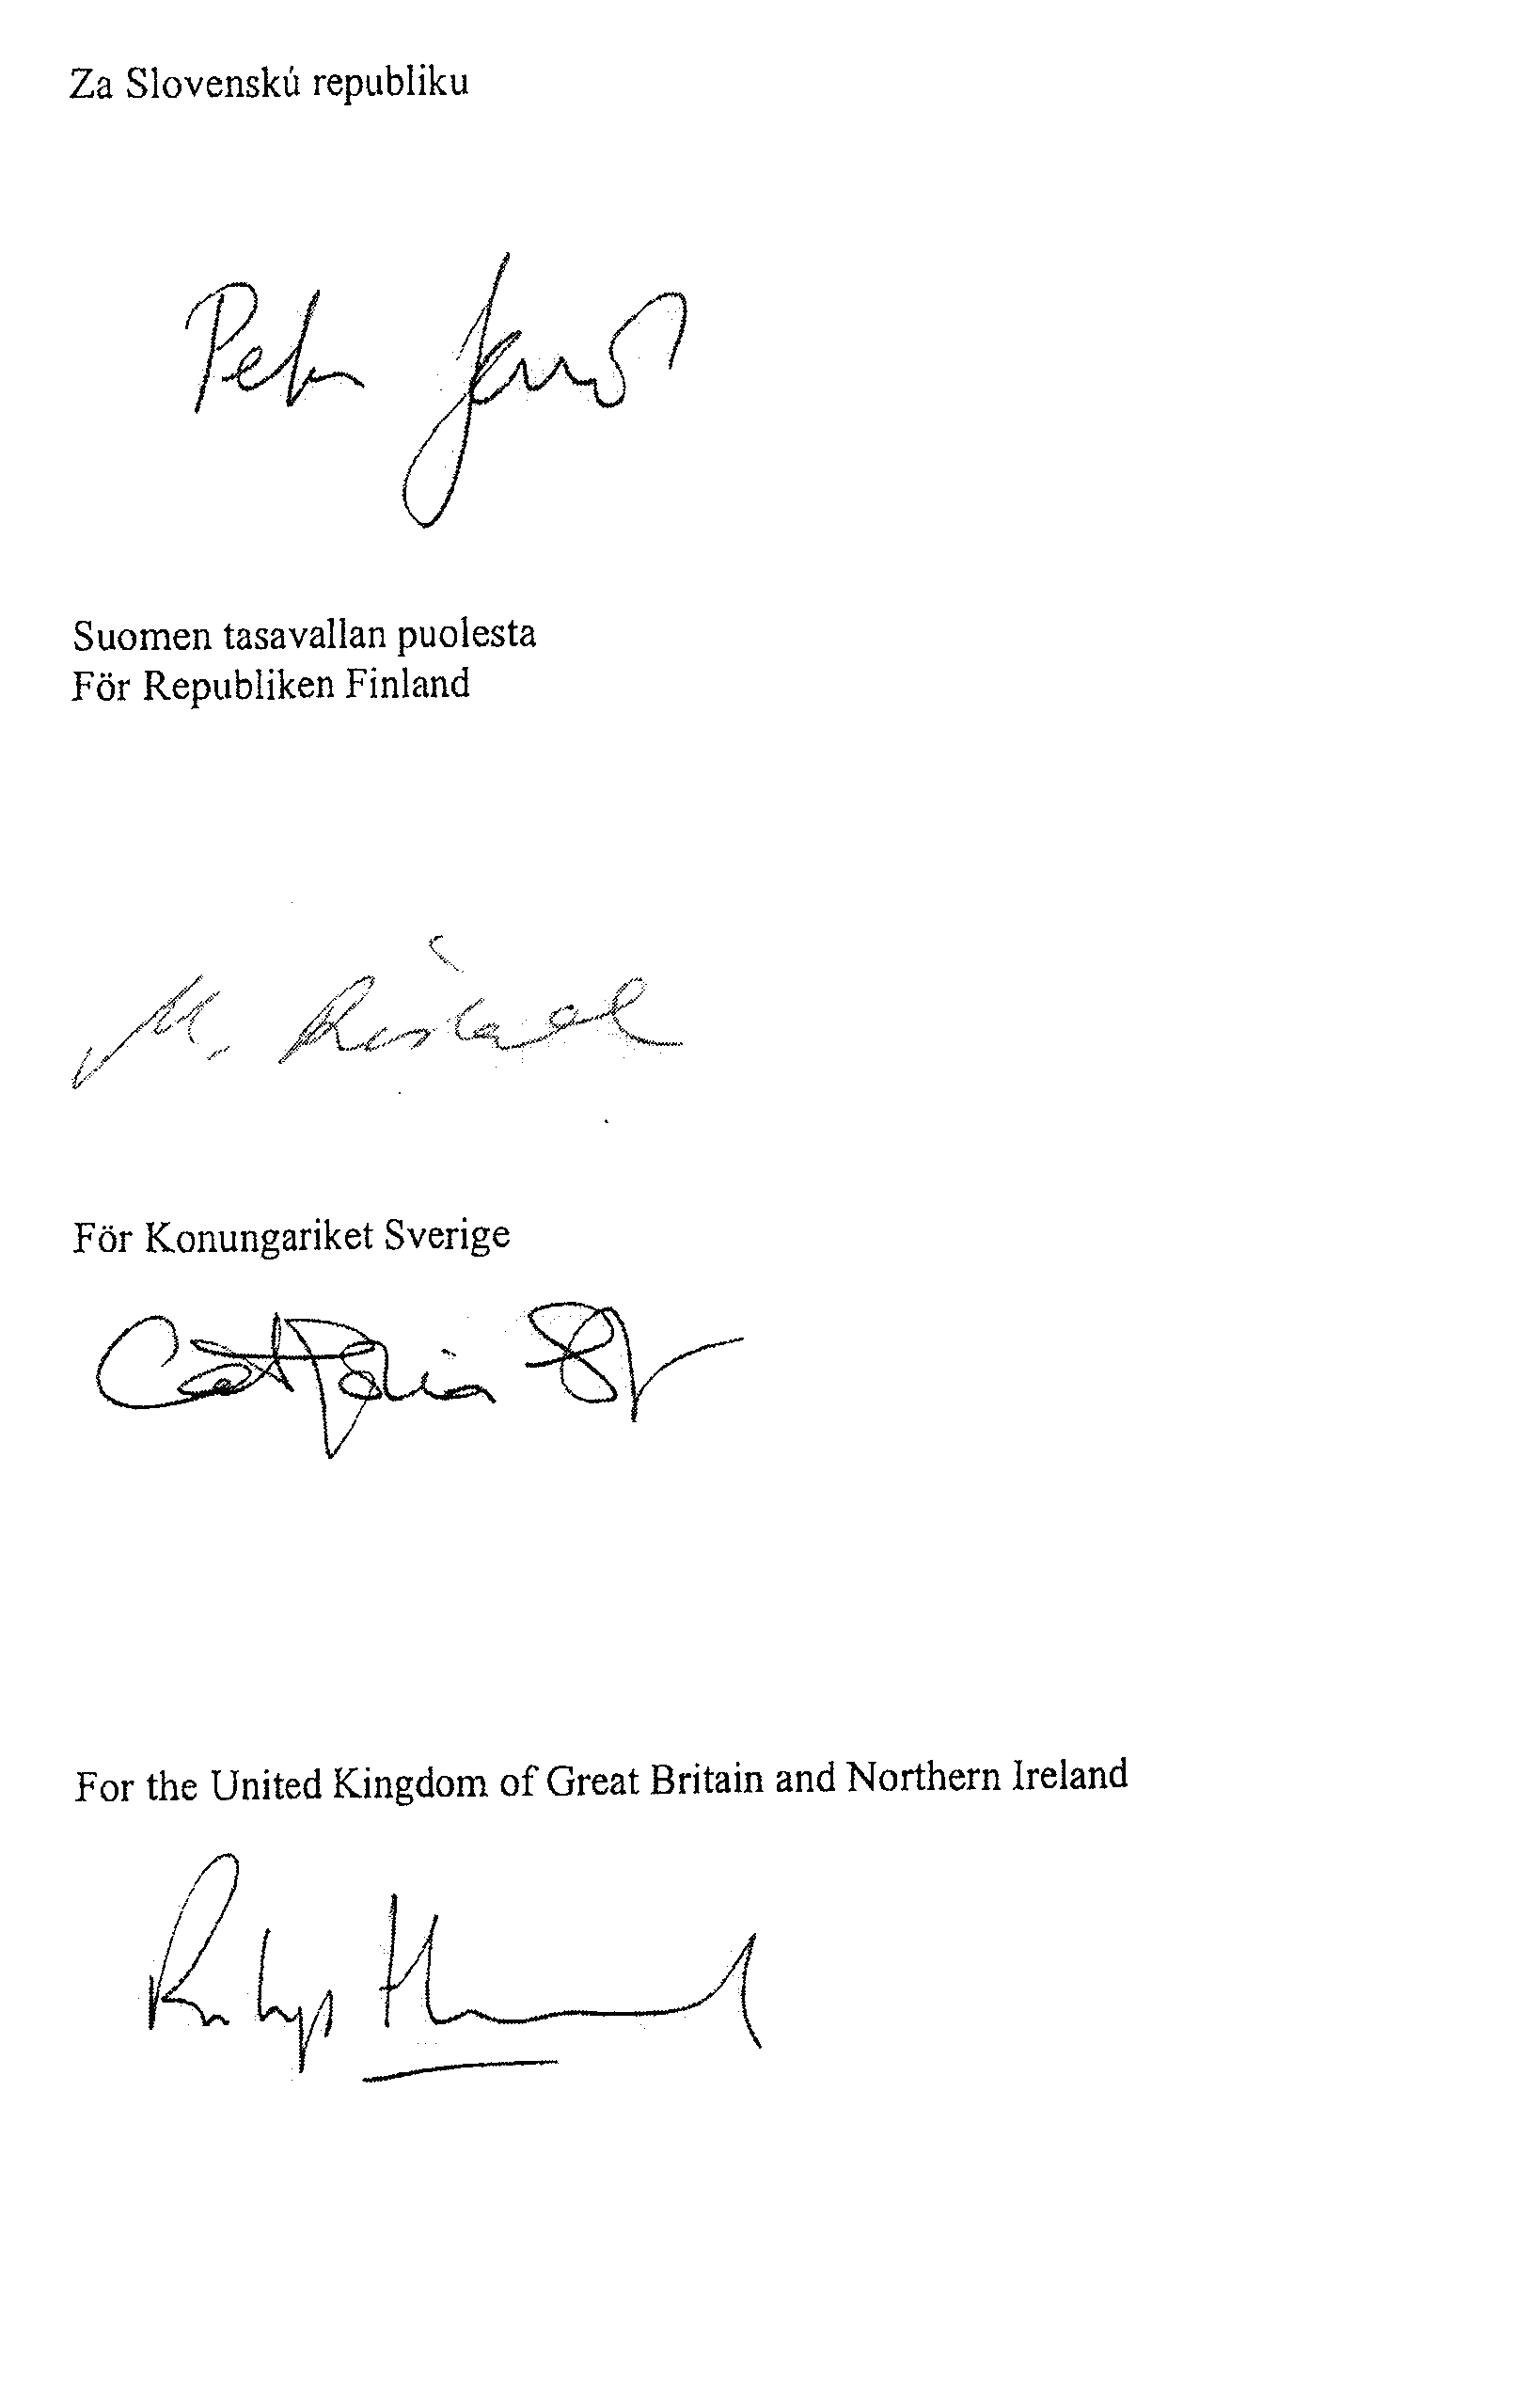 Za Slovenskú republiku
Suomen tasavallan puolesta
För Republiken Finland
M.
För Konungariket Sverige
For the United Kingdom of Great Britain and Northern Ireland